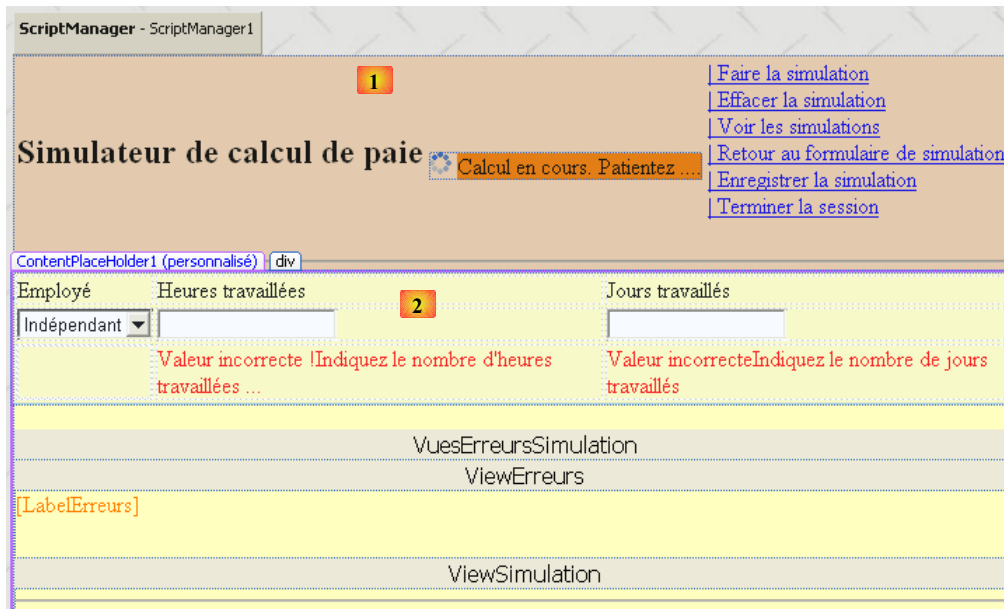 ScriptManager - ScriptManager1
1
| Faire la simulation
| Effacer la simulation
| Voir les simulations
| Retour au formulaire de simulation
| Enregistrer la simulation
| Terminer la session
Simulateur de calcul de paie
Calcul en cours. Patientez ....
ContentPlaceHolder1 (personnalisé) div
Employé Heures travaillées Jours travaillés
2
Indépendant
Valeur incorrecte !Indiquez le nombre d'heures
travaillées ...
Valeur incorrecteIndiquez le nombre de jours
travaillés
VuesErreursSimulation
ViewErreurs
[LabelErreurs]
ViewSimulation